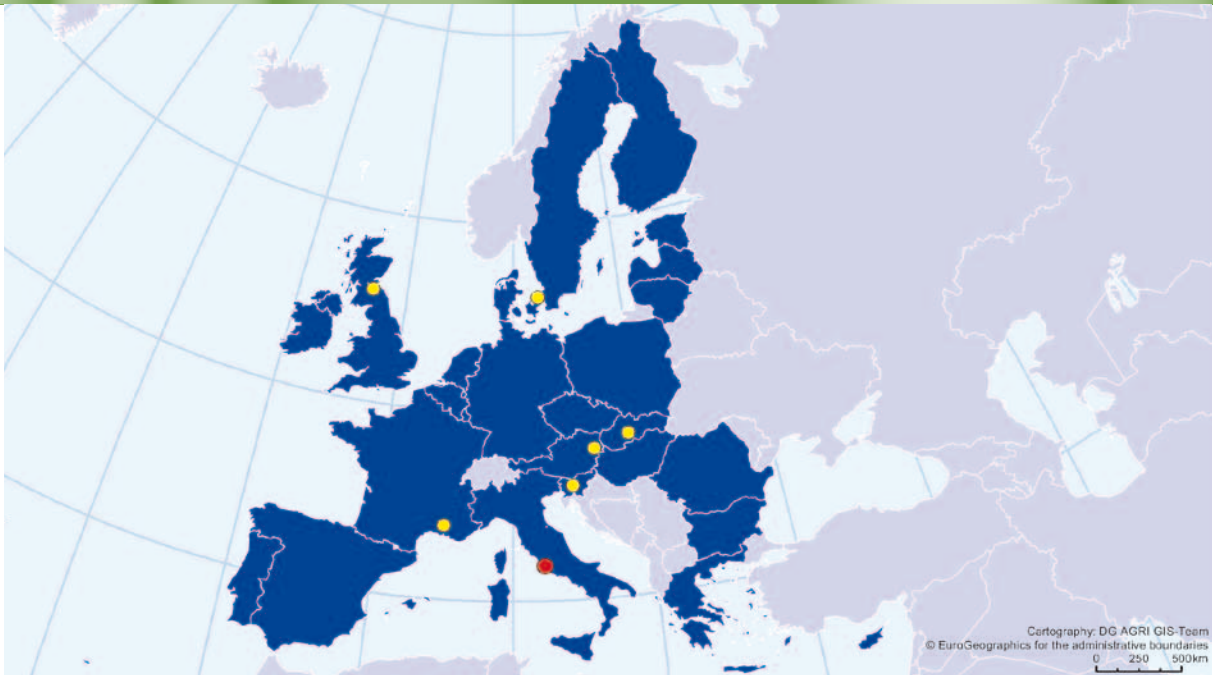 Cartography: DG AGRI GIS-Team
© EuroGeographics for the administrative boundaries
0 250 500km